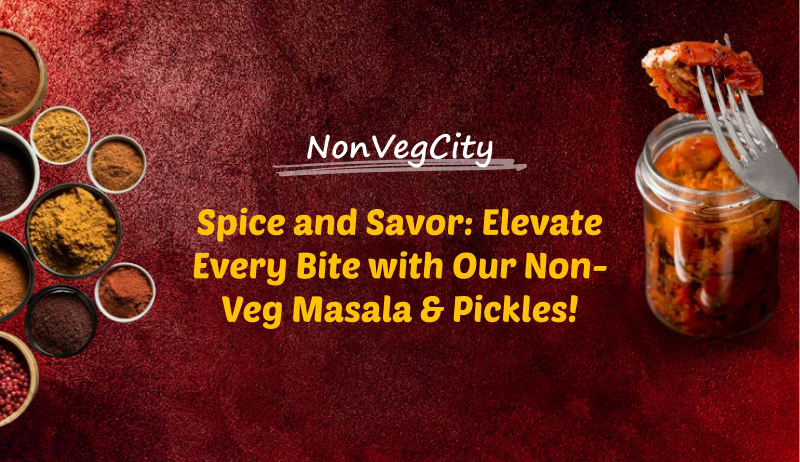 NonVegCity
Spice and Savor: Elevate
Every Bite with Our Non-
Veg Masala & Pickles!